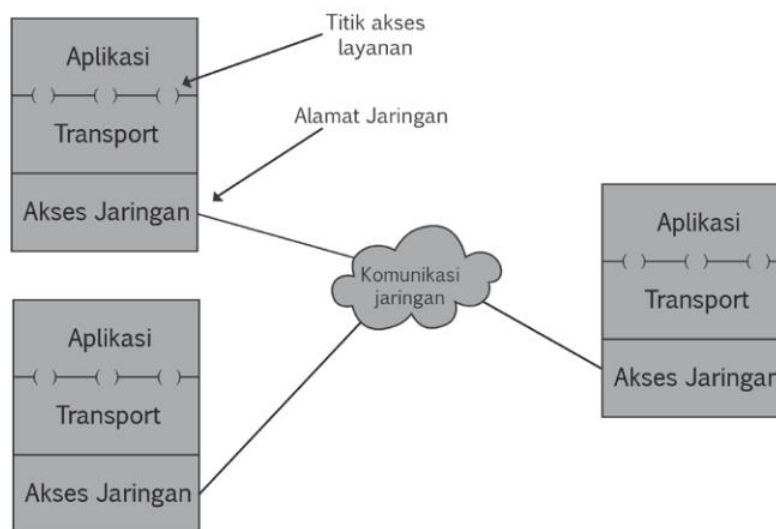 Aplikasi
Transport
Akses Jaringan
Titik akses
layanan
Alamat Jaringan
Komunikasi
jaringan
Aplikasi
Transport
Akses Jaringan
Aplikasi
Transport
Akses Jaringan